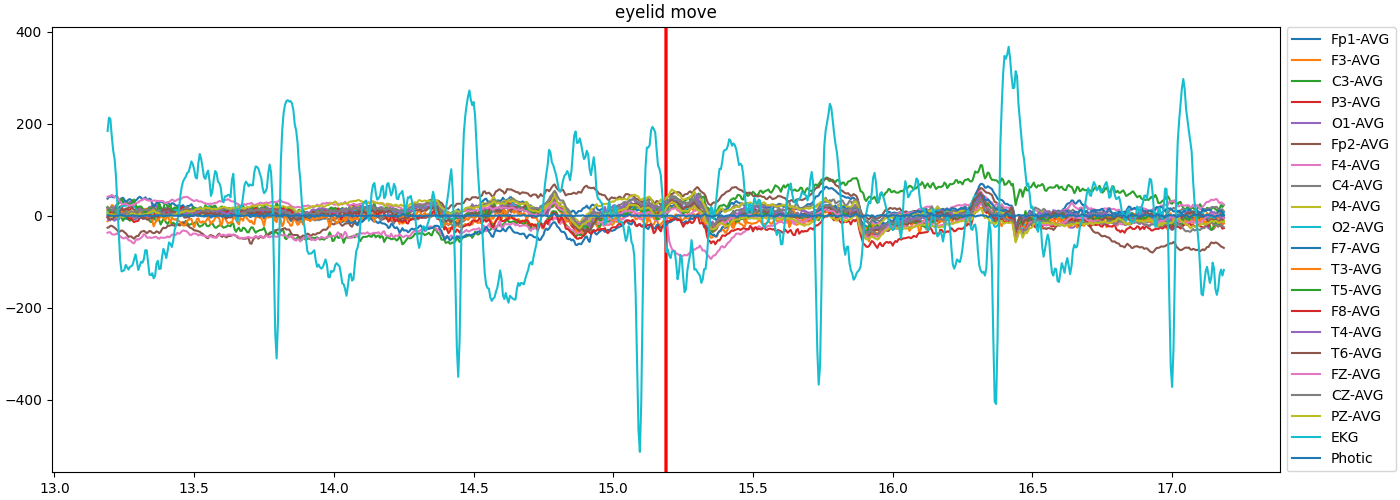 eyelid move
400
200
0
−200
−400
13.0 13.5 14.0 14.5 15.0 15.5 16.0 16.5 17.0
Fp1-AVG
F3-AVG
C3-AVG
P3-AVG
O1-AVG
Fp2-AVG
F4-AVG
C4-AVG
P4-AVG
O2-AVG
F7-AVG
T3-AVG
T5-AVG
F8-AVG
T4-AVG
T6-AVG
FZ-AVG
CZ-AVG
PZ-AVG
EKG
Photic